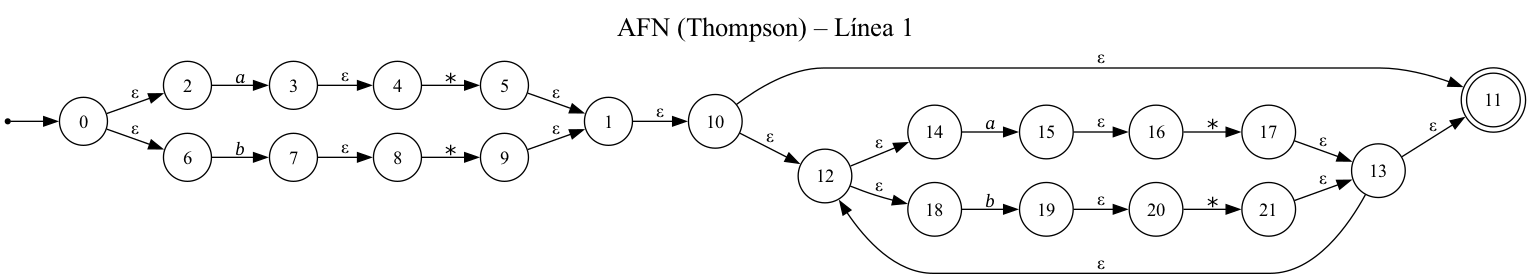 AFN (Thompson) – Línea 1
ε
ε a 3 ε 4 * 5 ε
2
0 1 ε 10 11
ε 6 b 7 ε 8 * 9 ε
ε 14 a 15 ε 16 * 17 ε
ε 12 13 ε
ε 18 b 19 ε 20 * 21 ε
ε